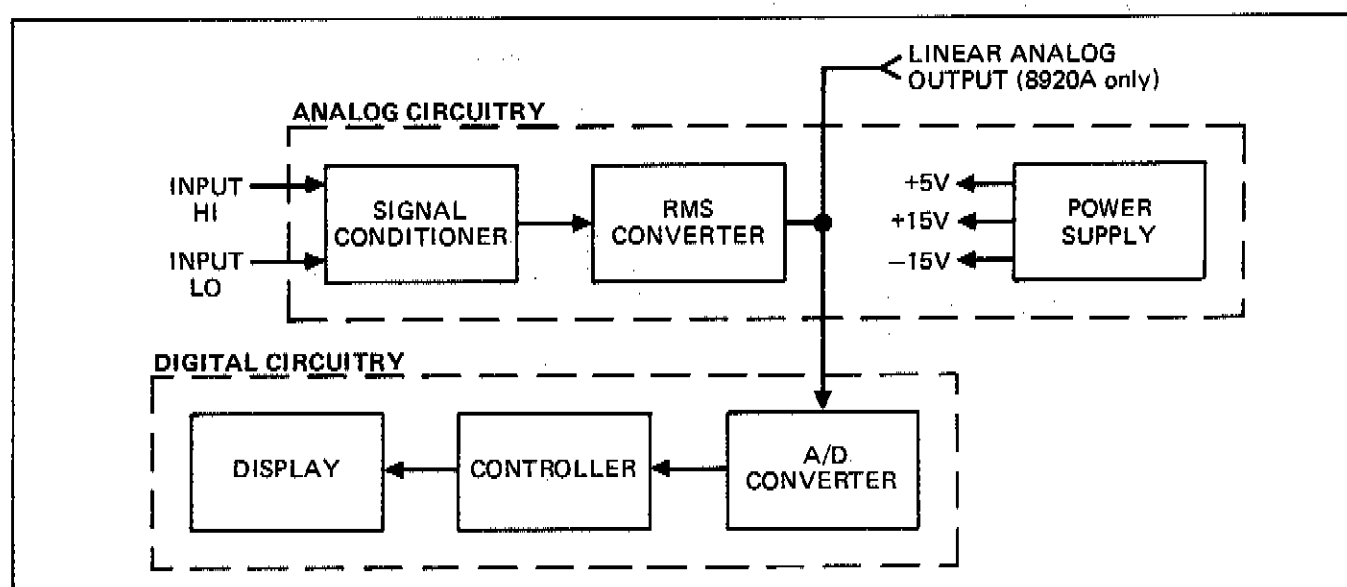 LINEAR ANALOG
OUTPUT (8920A only)
ANALOG CIRCUITRY
INPUT
HI
INPUT
LO
SIGNAL
CONDITIONER
RMS
CONVERTER
+5V
+15V
−15V
POWER
SUPPLY
DIGITAL CIRCUITRY
DISPLAY
CONTROLLER
A/D
CONVERTER